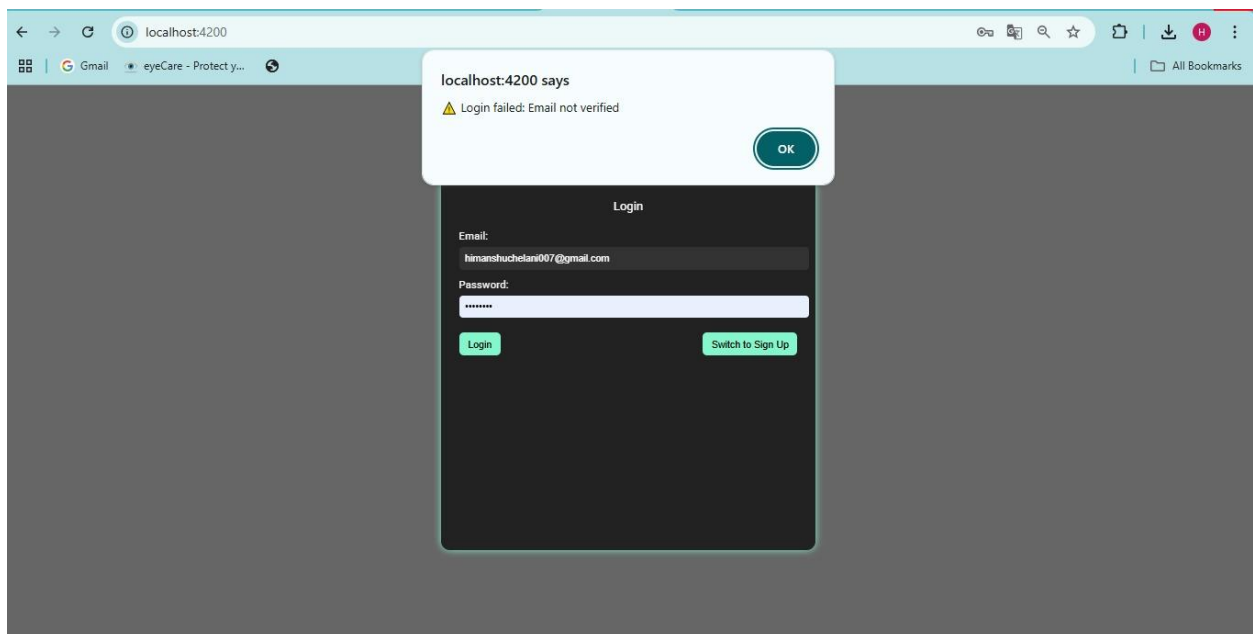 localhost:4200
Gmail
eyeCare - Protect y...
All Bookmarks
H
localhost:4200 says
⚠ Login failed: Email not verified
OK
Login
Email:
himanshuchelani007@gmail.com
Password:
••••••••
Login
Switch to Sign Up